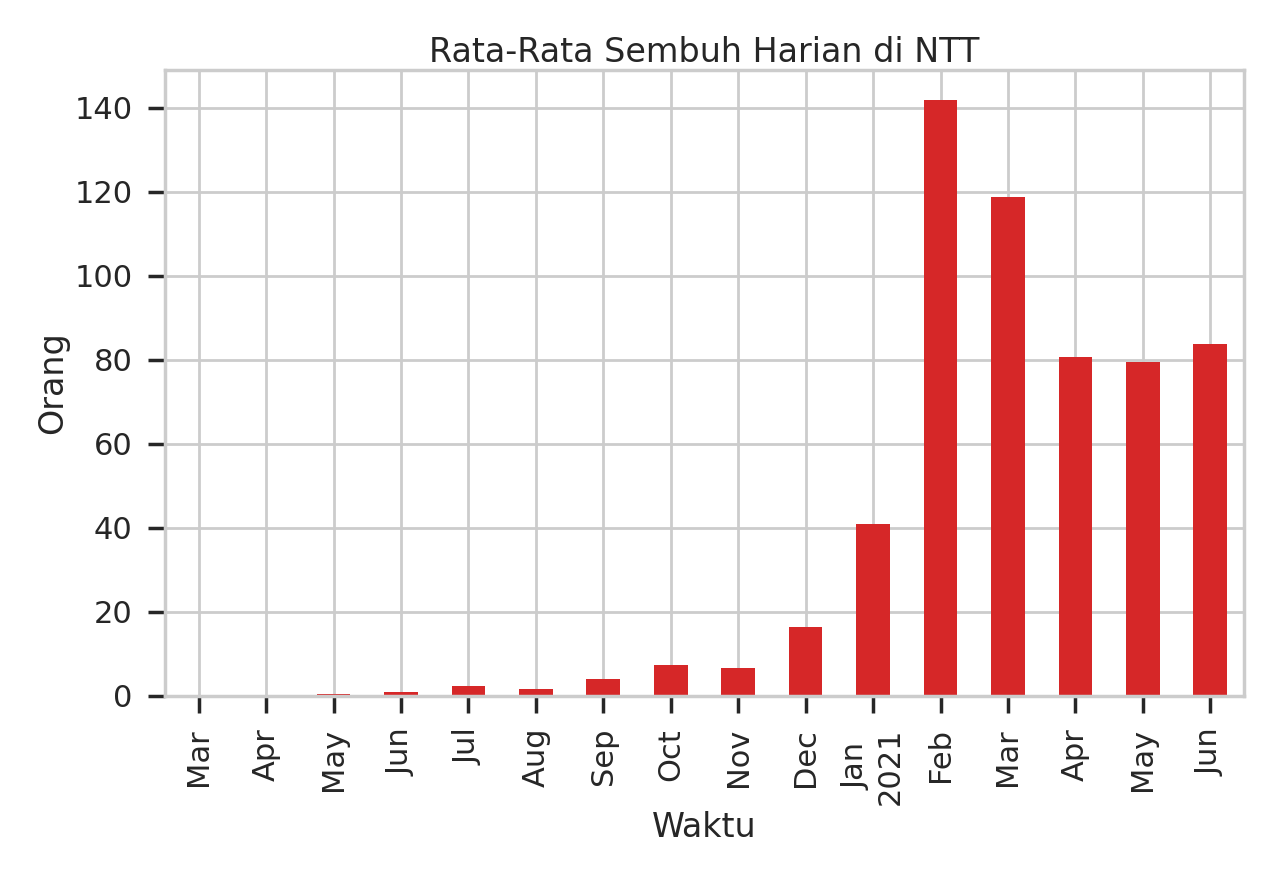 Rata-Rata Sembuh Harian di NTT
140
120
100
80
60
40
20
0
Orang
Mar
Apr
May
Jun
Jul
Aug
Sep
Oct
Nov
Dec
Jan
2021
Feb
Mar
Apr
May
Jun
Waktu